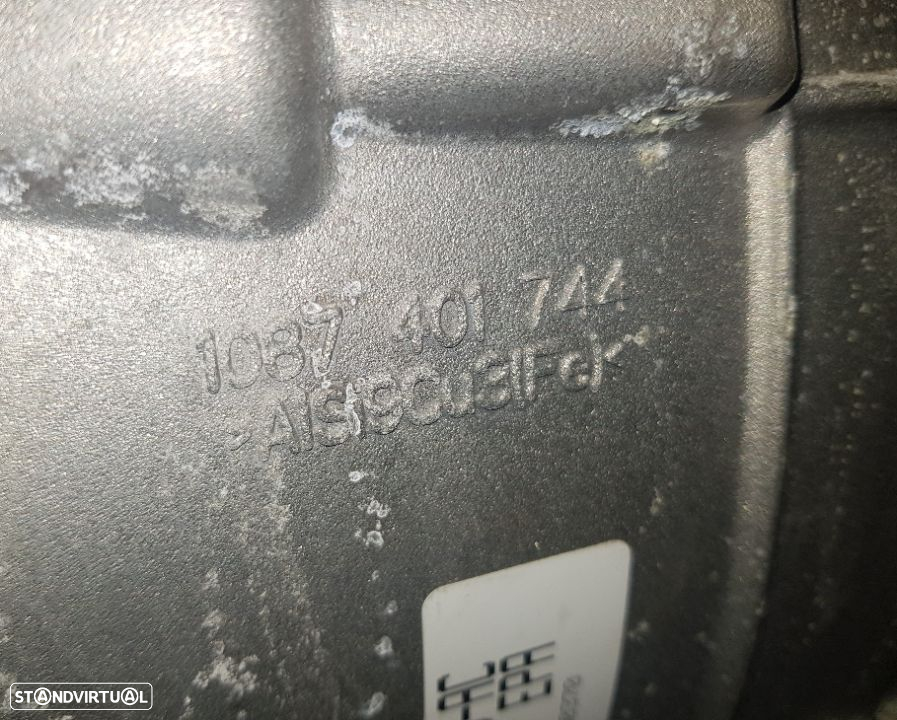 1087 401 744
>AlSi9Cu3(Fe)<
STANDVIRTUAL